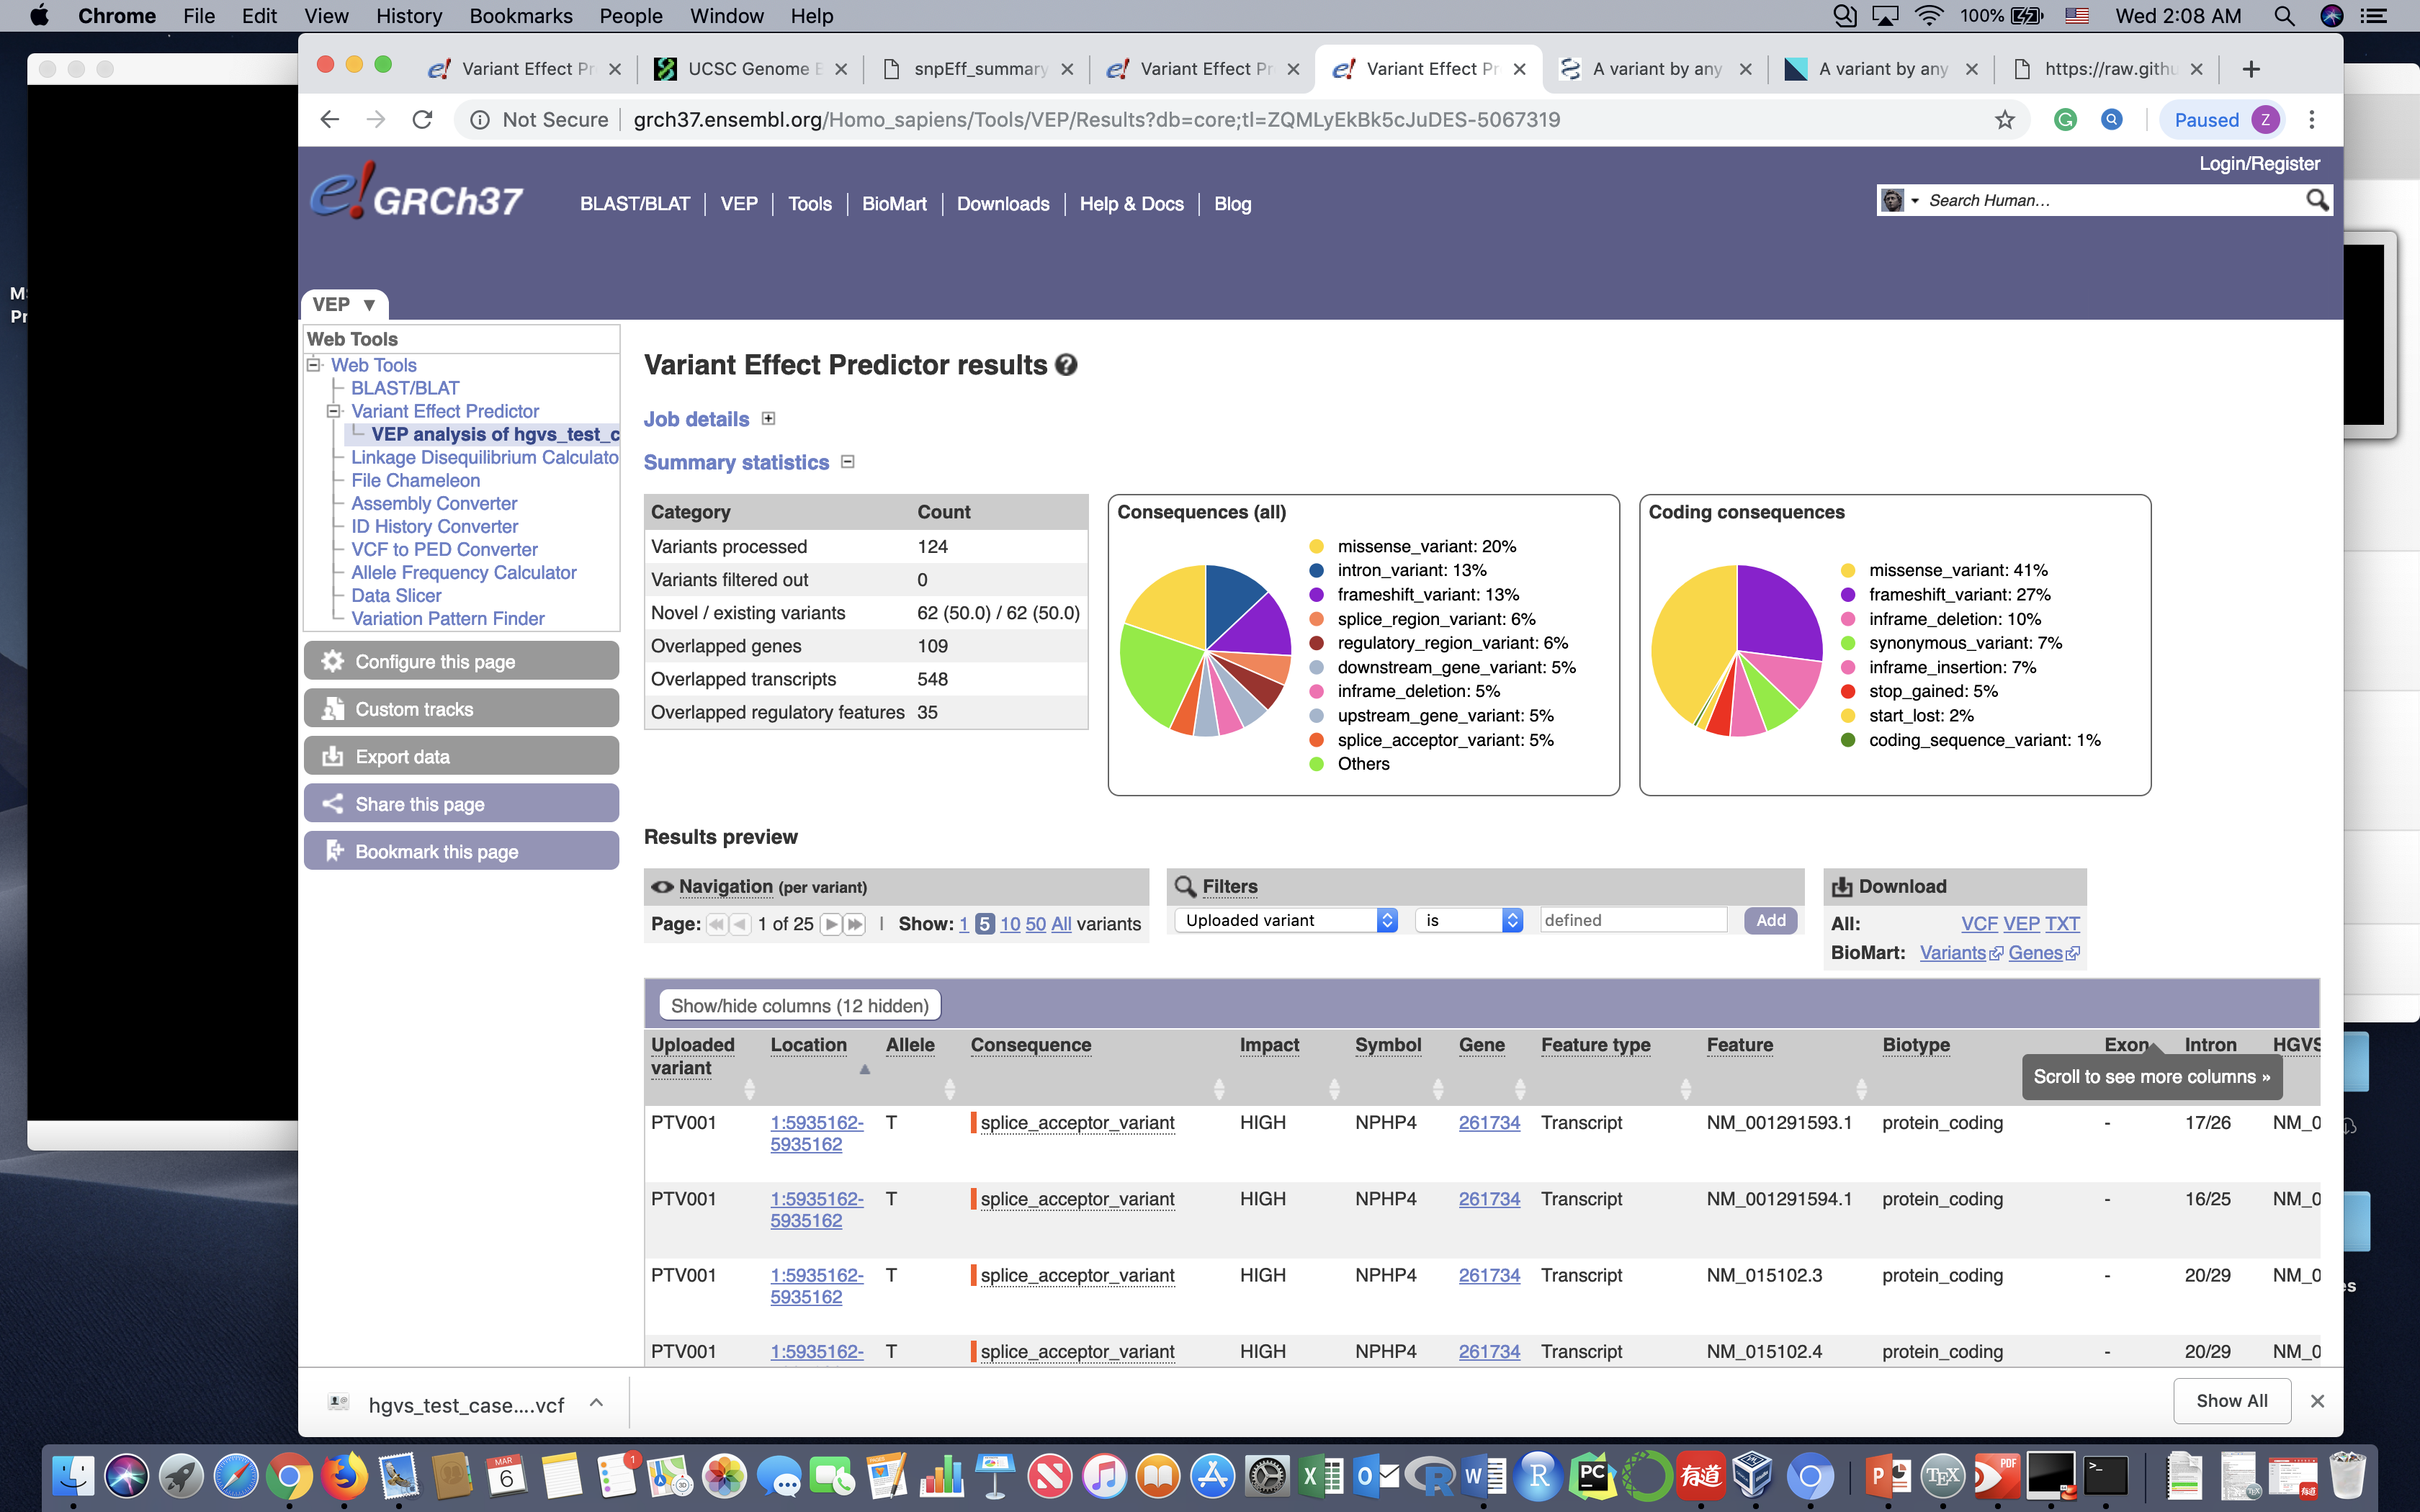 Chrome File Edit View History Bookmarks People Window Help
100% Wed 2:08 AM
Variant Effect Pr
UCSC Genome
snpEff_summary
Variant Effect Pr
Variant Effect Pr
A variant by any
A variant by any
https://raw.githu
Not Secure grch37.ensembl.org/Homo_sapiens/Tools/VEP/Results?db=core;tl=ZQMLyEkBk5cJuDES-5067319
Paused Z
Login/Register
e!GRCh37
BLAST/BLAT VEP Tools BioMart Downloads Help & Docs Blog
Search Human...
VEP ▼
Web Tools
Web Tools
BLAST/BLAT
Variant Effect Predictor
VEP analysis of hgvs_test_c
Linkage Disequilibrium Calculato
File Chameleon
Assembly Converter
ID History Converter
VCF to PED Converter
Allele Frequency Calculator
Data Slicer
Variation Pattern Finder
Configure this page
Custom tracks
Export data
Share this page
Bookmark this page
Variant Effect Predictor results
Job details
Summary statistics
Category Count
Variants processed 124
Variants filtered out 0
Novel / existing variants 62 (50.0) / 62 (50.0)
Overlapped genes 109
Overlapped transcripts 548
Overlapped regulatory features 35
Consequences (all)
missense_variant: 20%
intron_variant: 13%
frameshift_variant: 13%
splice_region_variant: 6%
regulatory_region_variant: 6%
downstream_gene_variant: 5%
inframe_deletion: 5%
upstream_gene_variant: 5%
splice_acceptor_variant: 5%
Others
Coding consequences
missense_variant: 41%
frameshift_variant: 27%
inframe_deletion: 10%
synonymous_variant: 7%
inframe_insertion: 7%
stop_gained: 5%
start_lost: 2%
coding_sequence_variant: 1%
Results preview
Navigation (per variant)
Page: 1 of 25 | Show: 1 5 10 50 All variants
Filters
Uploaded variant is defined Add
Download
All: VCF VEP TXT
BioMart: Variants Genes
Show/hide columns (12 hidden)
Uploaded variant Location Allele Consequence Impact Symbol Gene Feature type Feature Biotype Exon Intron HGVS
Scroll to see more columns »
PTV001 1:5935162-5935162 T splice_acceptor_variant HIGH NPHP4 261734 Transcript NM_001291593.1 protein_coding - 17/26 NM_0
PTV001 1:5935162-5935162 T splice_acceptor_variant HIGH NPHP4 261734 Transcript NM_001291594.1 protein_coding - 16/25 NM_0
PTV001 1:5935162-5935162 T splice_acceptor_variant HIGH NPHP4 261734 Transcript NM_015102.3 protein_coding - 20/29 NM_0
PTV001 1:5935162- T splice_acceptor_variant HIGH NPHP4 261734 Transcript NM_015102.4 protein_coding - 20/29 NM_0
hgvs_test_case....vcf
Show All
MAR
6
1
PC
有道
PDF
TEX